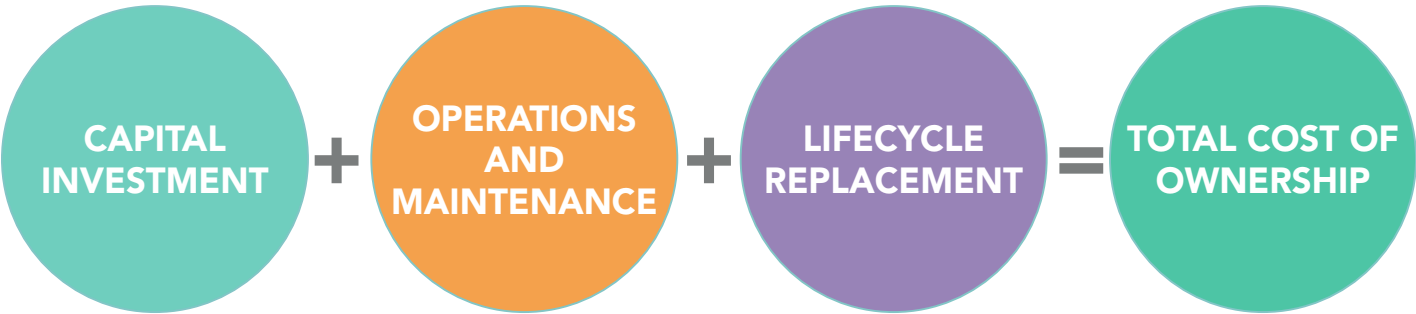 CAPITAL
INVESTMENT
+
OPERATIONS
AND
MAINTENANCE
+
LIFECYCLE
REPLACEMENT
=
TOTAL COST OF
OWNERSHIP